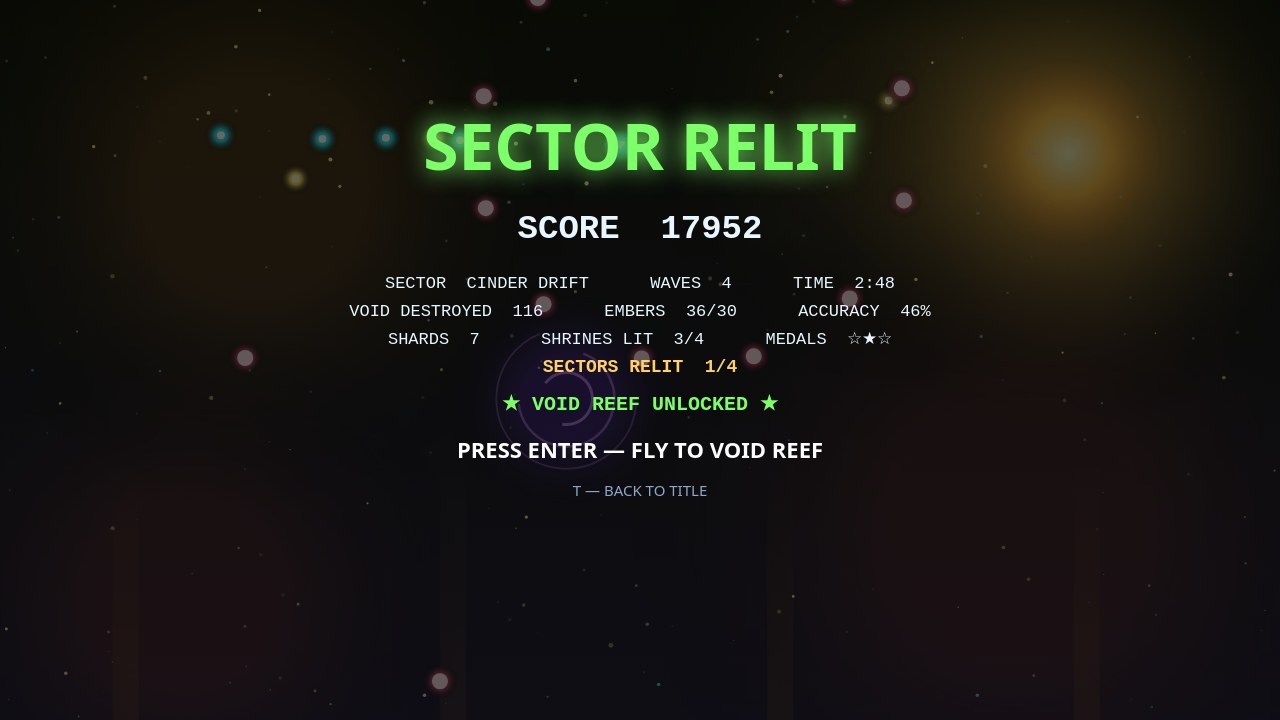 SECTOR RELIT
SCORE 17952
SECTOR CINDER DRIFT WAVES 4 TIME 2:48
VOID DESTROYED 116 EMBERS 36/30 ACCURACY 46%
SHARDS 7 SHRINES LIT 3/4 MEDALS ☆★☆
SECTORS RELIT 1/4
★ VOID REEF UNLOCKED ★
PRESS ENTER — FLY TO VOID REEF
T — BACK TO TITLE